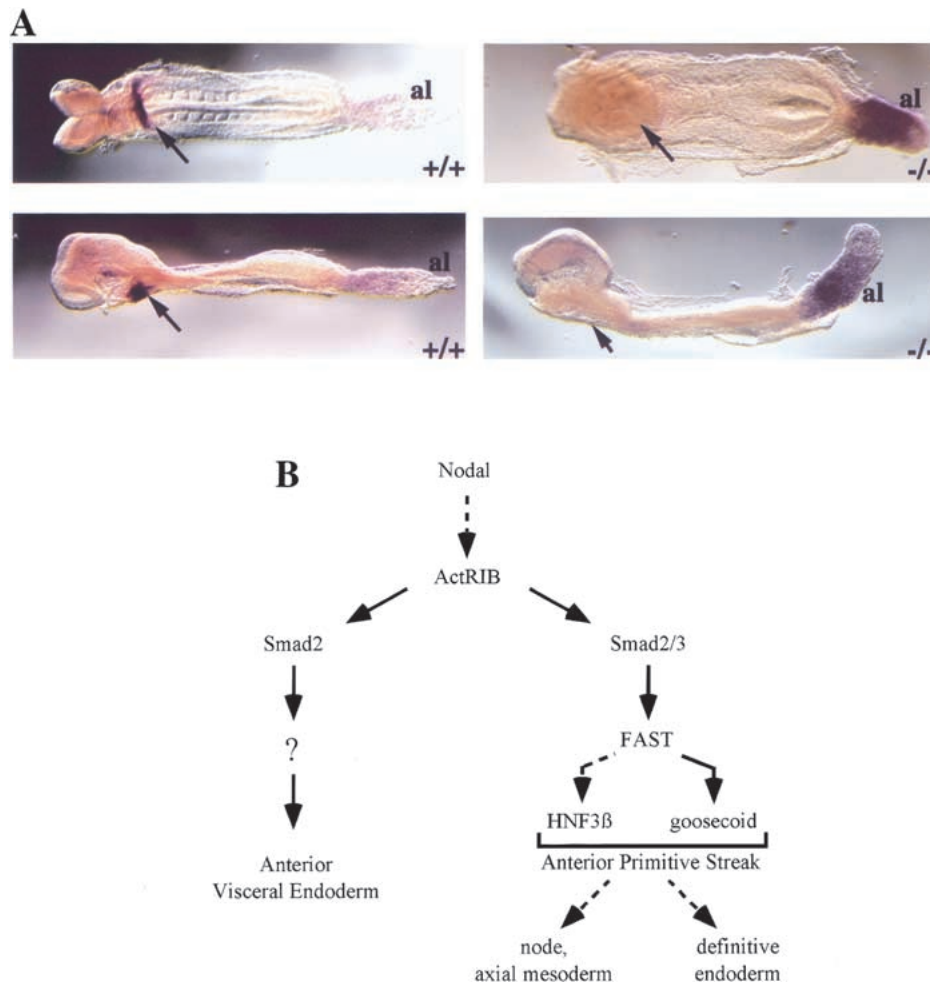 A
al
+/+
al
-/-
al
+/+
al
-/-
B
Nodal
ActRIB
Smad2
Smad2/3
?
FAST
HNF3ß
goosecoid
Anterior Primitive Streak
Anterior
Visceral Endoderm
node,
axial mesoderm
definitive
endoderm